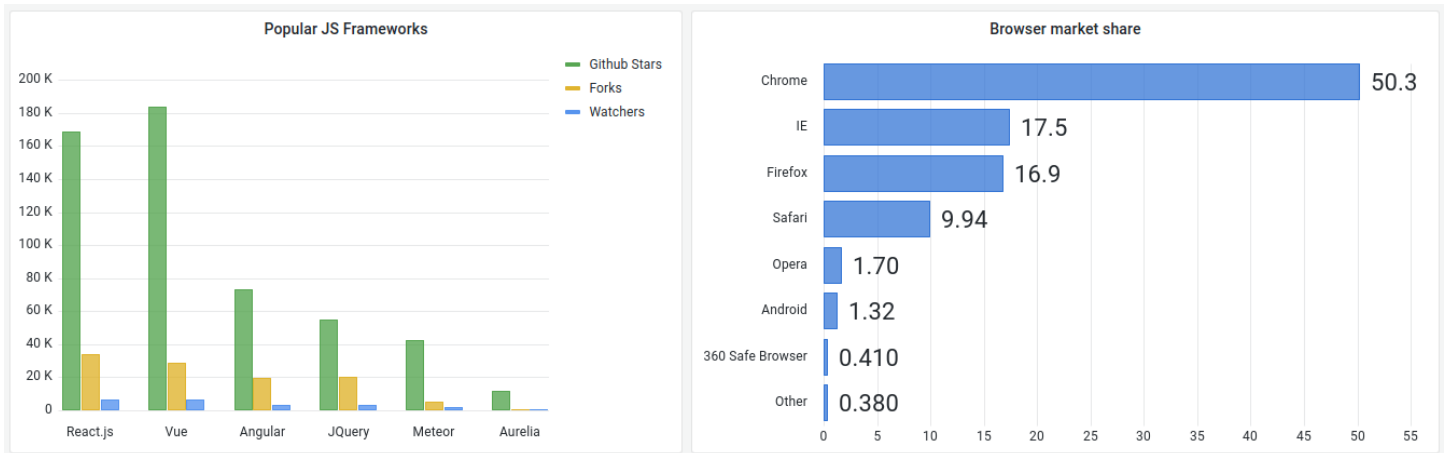 Popular JS Frameworks
Github Stars
Forks
Watchers
200 K
180 K
160 K
140 K
120 K
100 K
80 K
60 K
40 K
20 K
0
React.js Vue Angular JQuery Meteor Aurelia
Browser market share
Chrome 50.3
IE 17.5
Firefox 16.9
Safari 9.94
Opera 1.70
Android 1.32
360 Safe Browser 0.410
Other 0.380
0 5 10 15 20 25 30 35 40 45 50 55